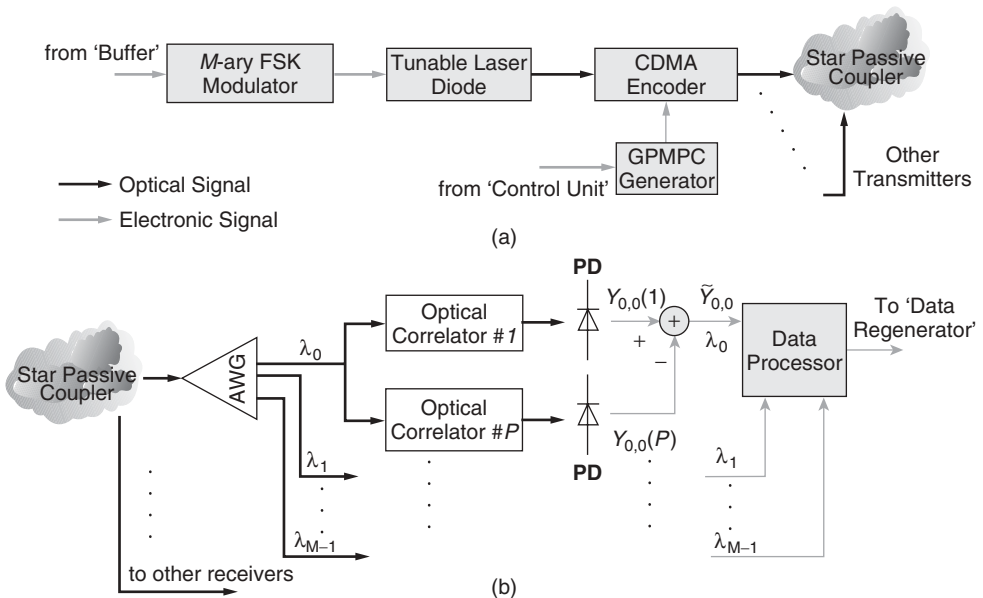 from 'Buffer'
M-ary FSK
Modulator
Tunable Laser
Diode
CDMA
Encoder
Star Passive
Coupler
GPMPC
Generator
from 'Control Unit'
Other
Transmitters
Optical Signal
Electronic Signal
(a)
Star Passive
Coupler
AWG
λ0
λ1
λM−1
Optical
Correlator #1
Optical
Correlator #P
PD
PD
Y0,0(1)
+
+
−
Ỹ0,0
λ0
Y0,0(P)
Data
Processor
To 'Data
Regenerator'
λ1
λM−1
to other receivers
(b)